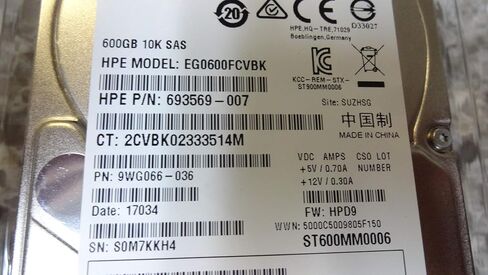 20
HPE, HQ-TRE, 71029
Boeblingen, Germany
D33027
600GB 10K SAS
HPE MODEL: EG0600FCVBK
KCC-REM-STX-
ST900MM0006
HPE P/N: 693569-007
Site: SUZHSG
中国制
MADE IN CHINA
CT: 2CVBK02333514M
VDC AMPS CSO LOT
+5V / 0.70A NUMBER
+12V / 0.30A
PN: 9WG066-036
Date: 17034
FW: HPD9
WWN: 5000C5009805F150
SN: S0M7KKH4
ST600MM0006